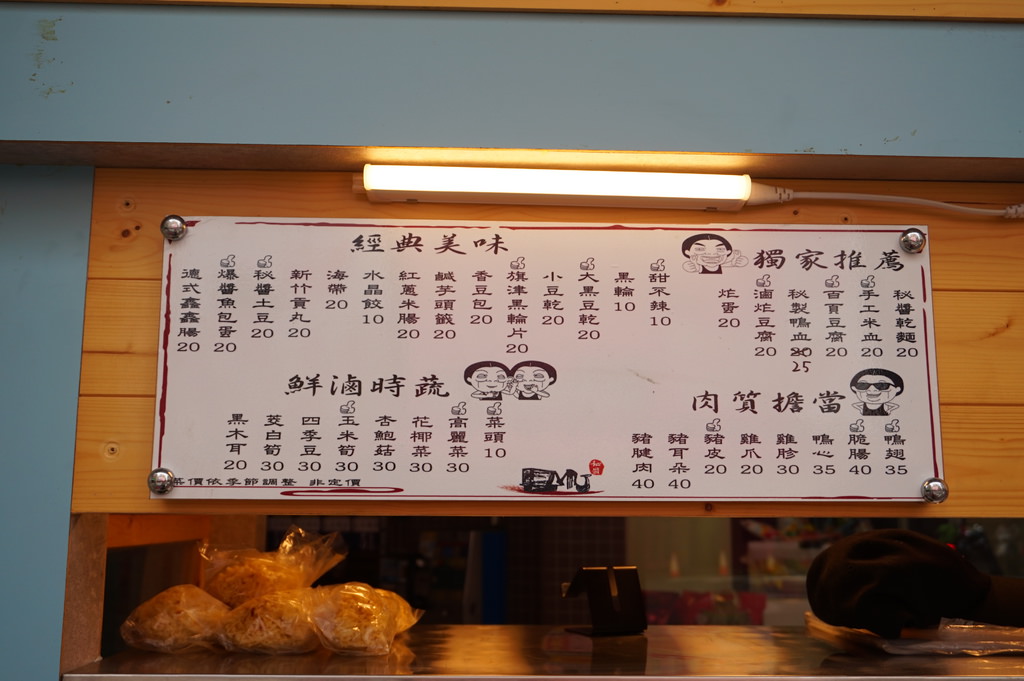 經典美味
德式鑫鑫腸 20
爆醬魚包蛋 20
秘醬土豆 20
新竹貢丸 20
海帶 20
水晶餃 10
紅蔥米腸 20
鹹芋頭籤 20
香豆包 20
旗津黑輪片 20
小豆乾 20
大黑豆乾 20
黑輪 10
甜不辣 10
獨家推薦
炸蛋 20
滷炸豆腐 20
秘製鴨血 20 25
百頁豆腐 20
手工米血 20
秘醬乾麵 20
鮮滷時蔬
黑木耳 20
茭白筍 30
四季豆 30
玉米筍 30
杏鮑菇 30
花椰菜 30
高麗菜 30
菜頭 10
菜價依季節調整 非定價
肉質擔當
豬腱肉 40
豬耳朵 40
豬皮 20
雞爪 20
雞胗 30
鴨心 35
脆腸 40
鴨翅 35